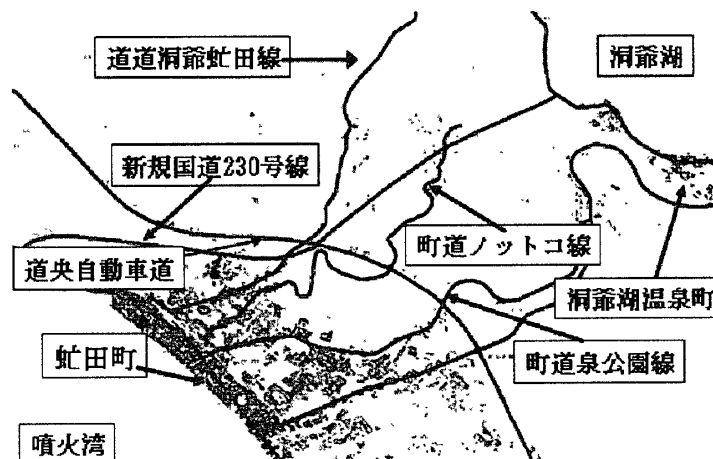 道道洞爺虻田線
洞爺湖
新規国道230号線
町道ノットコ線
道央自動車道
洞爺湖温泉町
虻田町
町道泉公園線
噴火湾